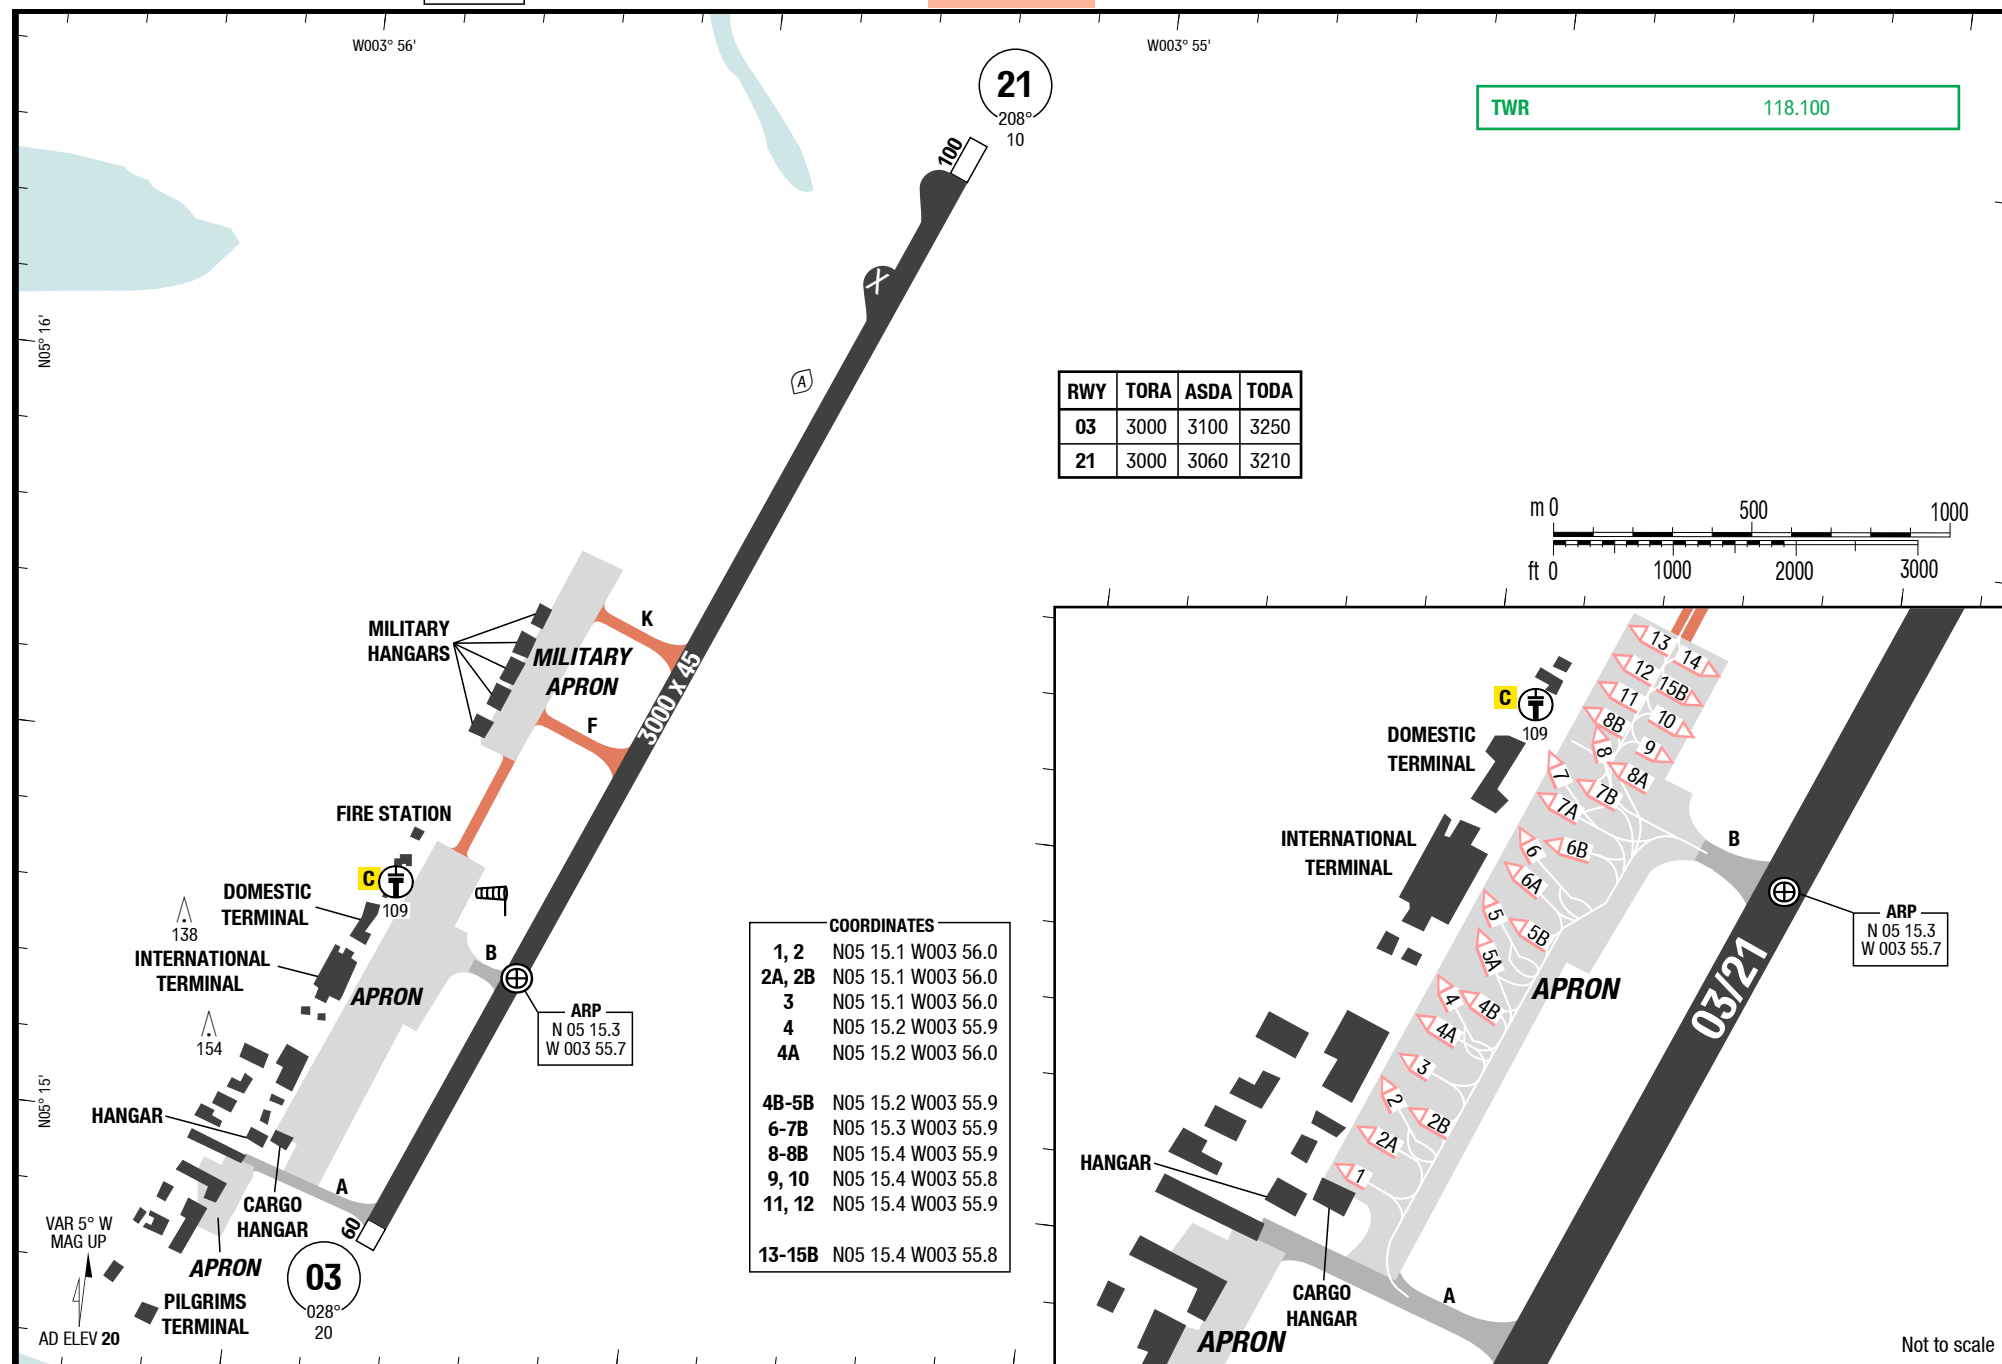 W003° 56'
W003° 55'
21
208°
10
100
TWR 118.100
N05° 16'
X
A
RWY TORA ASDA TODA
03 3000 3100 3250
21 3000 3060 3210
m 0 500 1000
ft 0 1000 2000 3000
MILITARY
HANGARS
MILITARY
APRON
K
F
3000 x 45
FIRE STATION
C
109
DOMESTIC
TERMINAL
138
INTERNATIONAL
TERMINAL
APRON
B
154
ARP
N 05 15.3
W 003 55.7
N05° 15'
HANGAR
A
CARGO
HANGAR
60
VAR 5° W
MAG UP
APRON
03
028°
20
PILGRIMS
TERMINAL
AD ELEV 20
COORDINATES
1, 2 N05 15.1 W003 56.0
2A, 2B N05 15.1 W003 56.0
3 N05 15.1 W003 56.0
4 N05 15.2 W003 55.9
4A N05 15.2 W003 56.0
4B-5B N05 15.2 W003 55.9
6-7B N05 15.3 W003 55.9
8-8B N05 15.4 W003 55.9
9, 10 N05 15.4 W003 55.8
11, 12 N05 15.4 W003 55.9
13-15B N05 15.4 W003 55.8
13
14
12
15B
11
10
8B
9
8
8A
7
7B
7A
6
6B
6A
5
5B
5A
4
4B
4A
3
2
2B
2A
1
C
109
DOMESTIC
TERMINAL
INTERNATIONAL
TERMINAL
B
ARP
N 05 15.3
W 003 55.7
APRON
03/21
HANGAR
CARGO
HANGAR
A
APRON
Not to scale